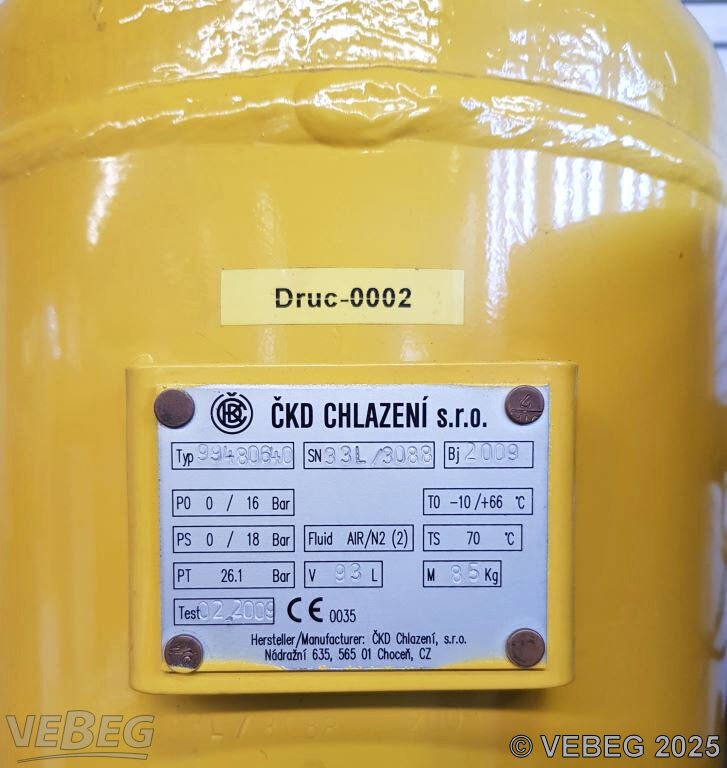 Druc-0002
ČKD CHLAZENÍ s.r.o.
Typ 99480640 SN 33L/3088 Bj 2009
PO 0 / 16 Bar TO -10/+66 °C
PS 0 / 18 Bar Fluid AIR/N2 (2) TS 70 °C
PT 26.1 Bar V 93 L M 85 Kg
Test 02.2009 CE 0035
Hersteller/Manufacturer: ČKD Chlazení, s.r.o.
Nádražní 635, 565 01 Choceň, CZ
VEBEG
© VEBEG 2025